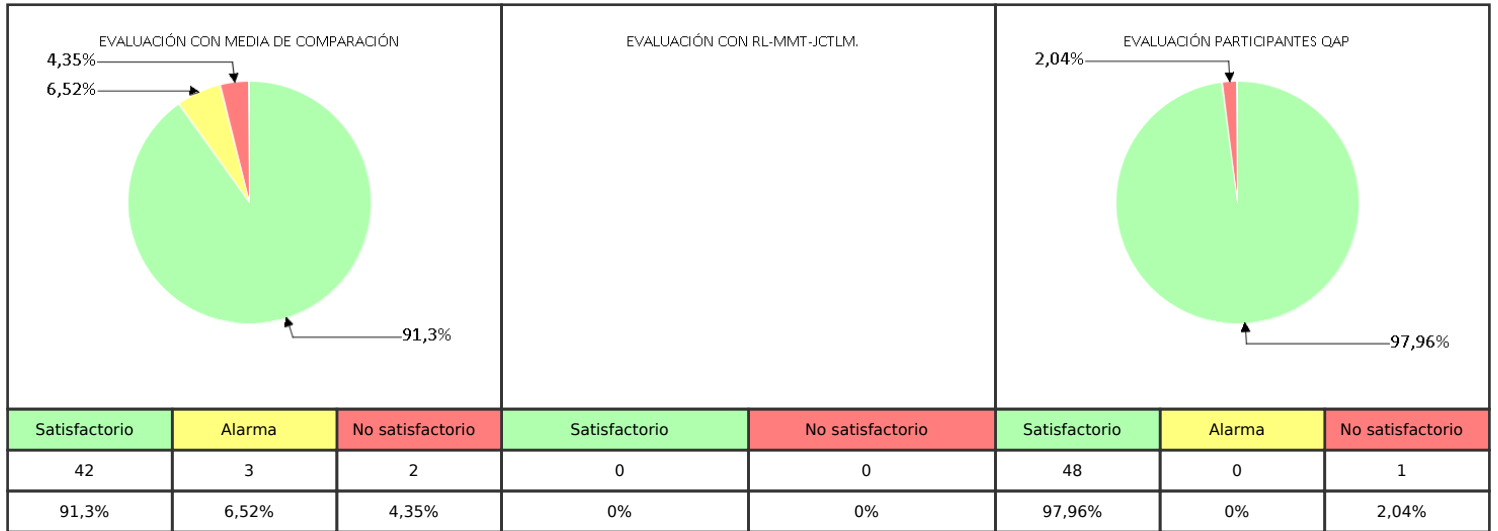 EVALUACIÓN CON MEDIA DE COMPARACIÓN
4,35%
6,52%
91,3%
EVALUACIÓN CON RL-MMT-JCTLM.
EVALUACIÓN PARTICIPANTES QAP
2,04%
97,96%
Satisfactorio Alarma No satisfactorio Satisfactorio No satisfactorio Satisfactorio Alarma No satisfactorio
42 3 2 0 0 48 0 1
91,3% 6,52% 4,35% 0% 0% 97,96% 0% 2,04%